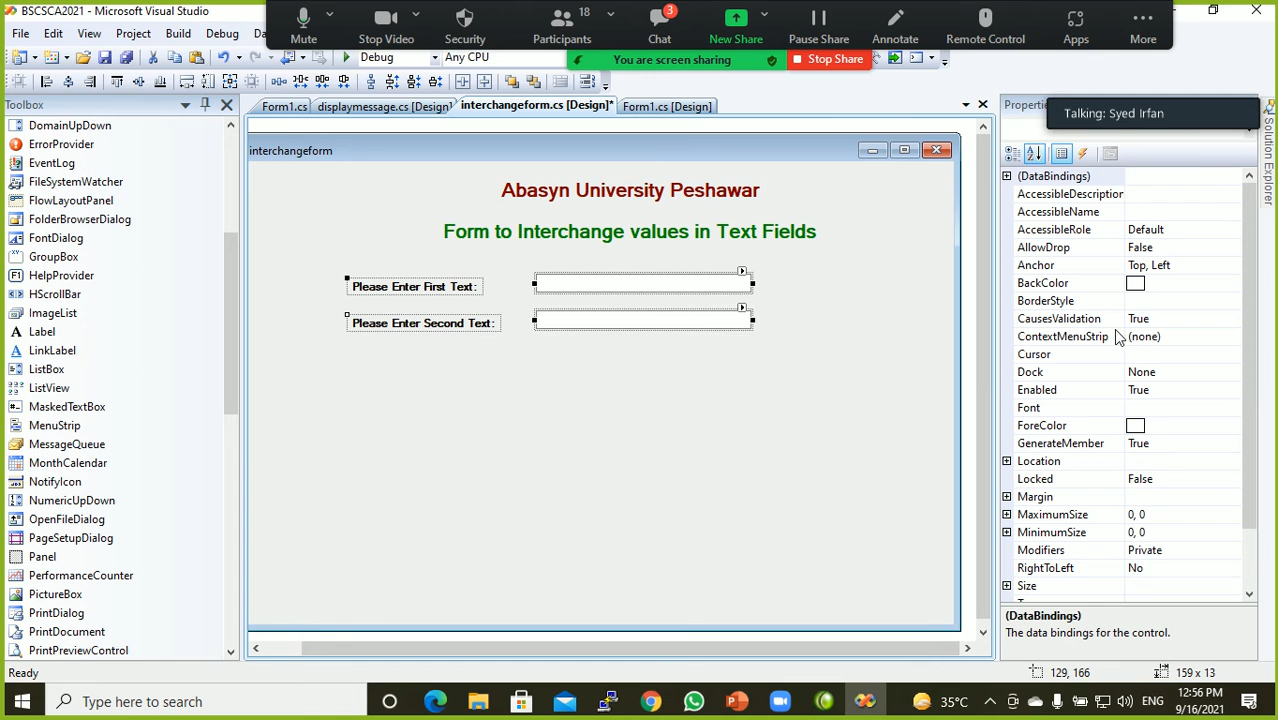 BSCSCA2021 - Microsoft Visual Studio
File Edit View Project Build Debug
Mute Stop Video Security Participants 18 Chat 3 New Share Pause Share Annotate Remote Control Apps More
You are screen sharing Stop Share
Debug Any CPU
Toolbox
Form1.cs displaymessage.cs [Design] interchangeform.cs [Design]* Form1.cs [Design]
Talking: Syed Irfan
Solution Explorer
DomainUpDown
ErrorProvider
EventLog
FileSystemWatcher
FlowLayoutPanel
FolderBrowserDialog
FontDialog
GroupBox
HelpProvider
HScrollBar
ImageList
Label
LinkLabel
ListBox
ListView
MaskedTextBox
MenuStrip
MessageQueue
MonthCalendar
NotifyIcon
NumericUpDown
OpenFileDialog
PageSetupDialog
Panel
PerformanceCounter
PictureBox
PrintDialog
PrintDocument
PrintPreviewControl
interchangeform
Abasyn University Peshawar
Form to Interchange values in Text Fields
Please Enter First Text:
Please Enter Second Text:
(DataBindings)
AccessibleDescription
AccessibleName
AccessibleRole Default
AllowDrop False
Anchor Top, Left
BackColor
BorderStyle
CausesValidation True
ContextMenuStrip (none)
Cursor
Dock None
Enabled True
Font
ForeColor
GenerateMember True
Location
Locked False
Margin
MaximumSize 0, 0
MinimumSize 0, 0
Modifiers Private
RightToLeft No
Size
(DataBindings)
The data bindings for the control.
Ready 129, 166 159 x 13
Type here to search
35°C ENG
12:56 PM
9/16/2021